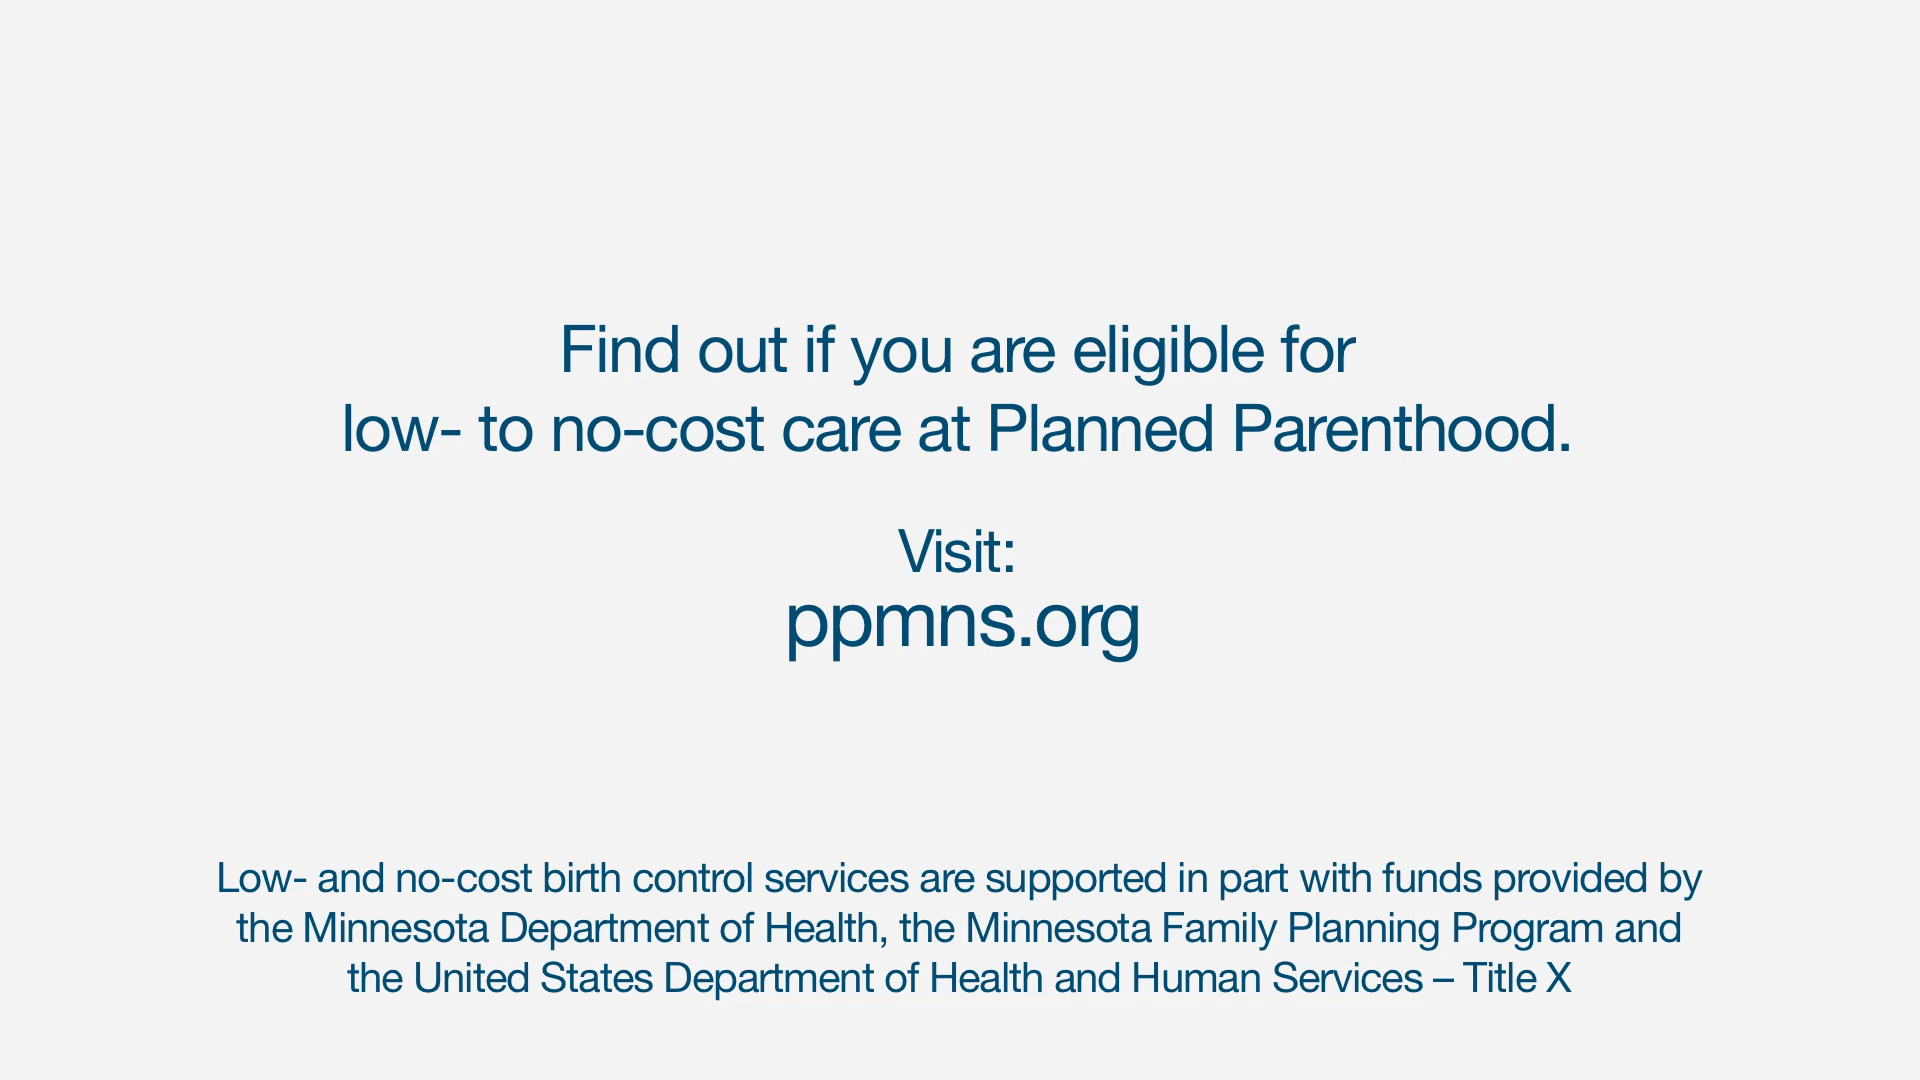 Find out if you are eligible for
low- to no-cost care at Planned Parenthood.
Visit:
ppmns.org
Low- and no-cost birth control services are supported in part with funds provided by
the Minnesota Department of Health, the Minnesota Family Planning Program and
the United States Department of Health and Human Services – Title X